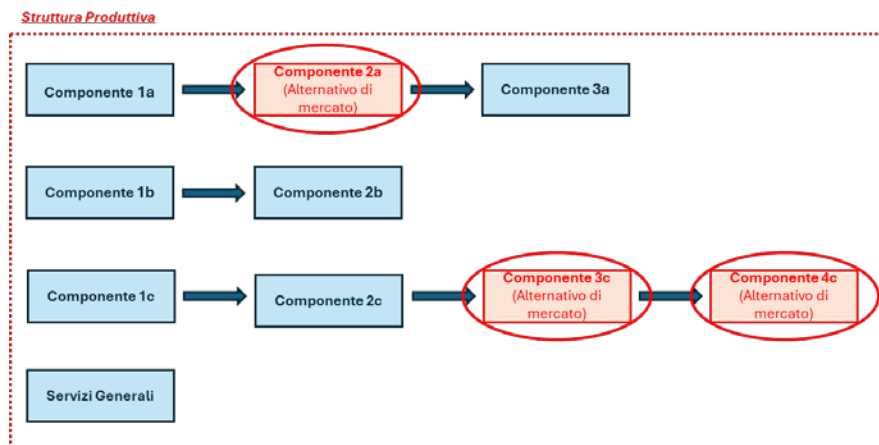 Struttura Produttiva
Componente 1a
Componente 2a
(Alternativo di
mercato)
Componente 3a
Componente 1b
Componente 2b
Componente 1c
Componente 2c
Componente 3c
(Alternativo di
mercato)
Componente 4c
(Alternativo di
mercato)
Servizi Generali